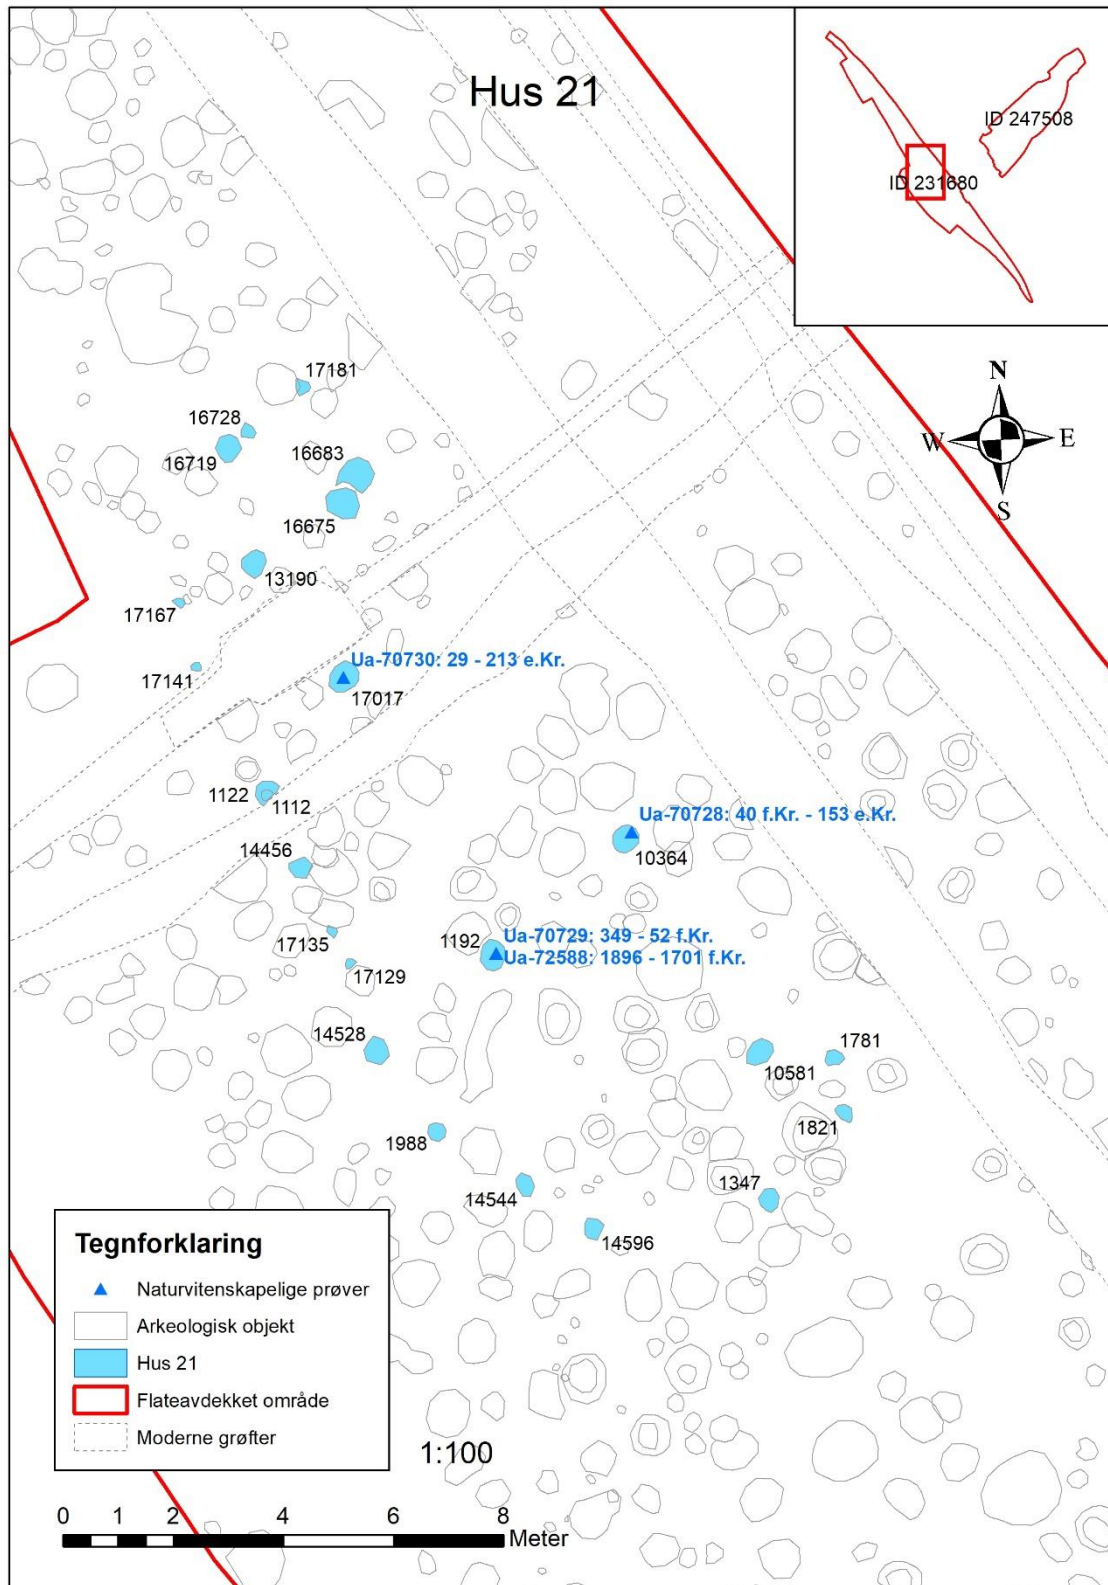 Hus 21
ID 247508
ID 231680
N
W E
S
17181
16728
16683
16719
16675
13190
17167
17141
Ua-70730: 29 - 213 e.Kr.
17017
1122
1112
Ua-70728: 40 f.Kr. - 153 e.Kr.
10364
14456
17135
1192
Ua-70729: 349 - 52 f.Kr.
Ua-72588: 1896 - 1701 f.Kr.
17129
14528
1781
10581
1988
1821
14544
1347
14596
Tegnforklaring
Naturvitenskapelige prøver
Arkeologisk objekt
Hus 21
Flateavdekket område
Moderne grøfter
1:100
0 1 2 4 6 8
Meter